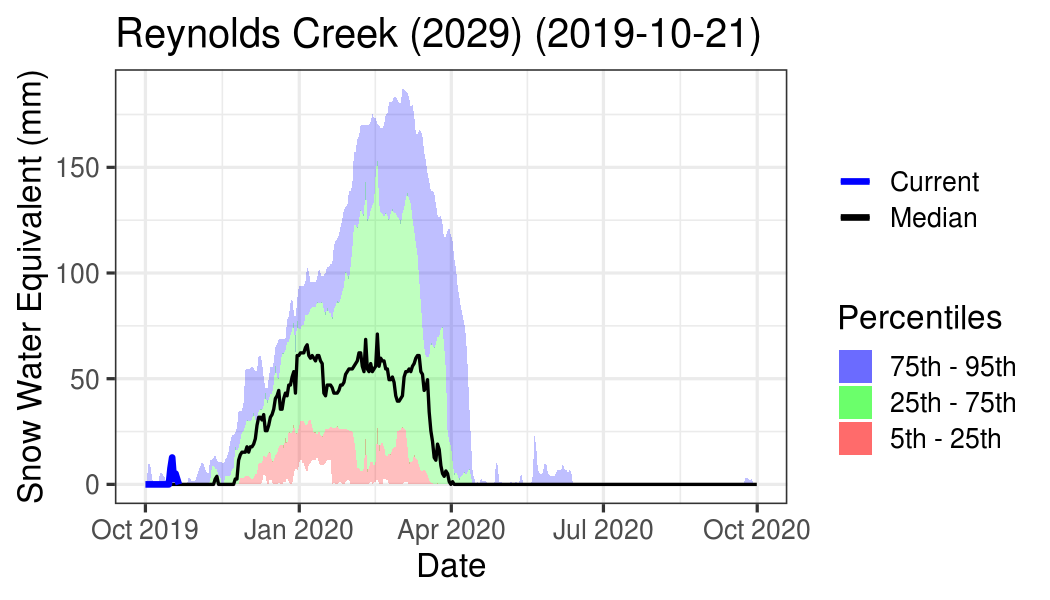 Reynolds Creek (2029) (2019-10-21)
Snow Water Equivalent (mm)
150
100
50
0
Oct 2019 Jan 2020 Apr 2020 Jul 2020 Oct 2020
Date
Current
Median
Percentiles
75th - 95th
25th - 75th
5th - 25th